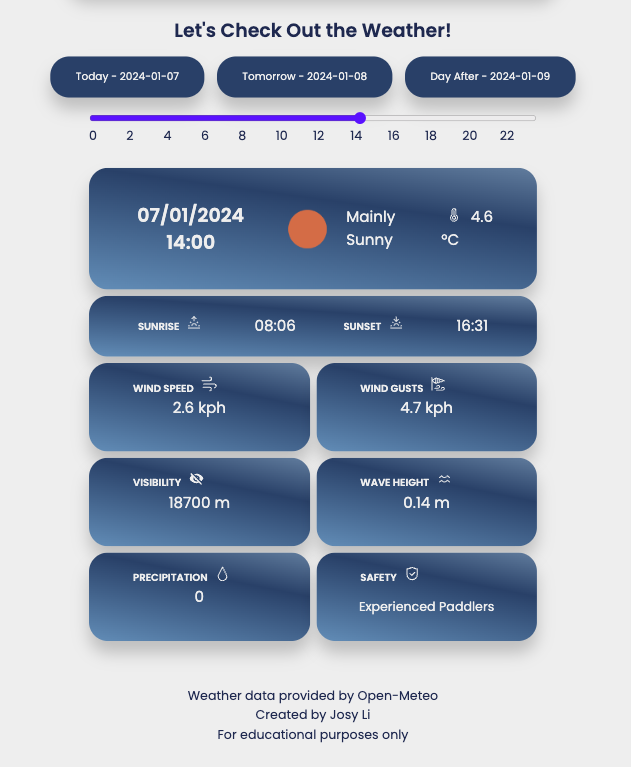 Let's Check Out the Weather!
Today - 2024-01-07 Tomorrow - 2024-01-08 Day After - 2024-01-09
0 2 4 6 8 10 12 14 16 18 20 22
07/01/2024
14:00
Mainly
Sunny
4.6
°C
SUNRISE 08:06 SUNSET 16:31
WIND SPEED
2.6 kph
WIND GUSTS
4.7 kph
VISIBILITY
18700 m
WAVE HEIGHT
0.14 m
PRECIPITATION
0
SAFETY
Experienced Paddlers
Weather data provided by Open-Meteo
Created by Josy Li
For educational purposes only